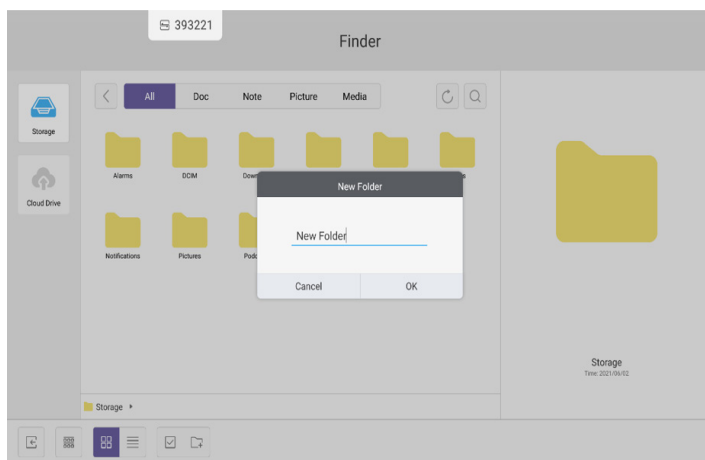 393221
Finder
All Doc Note Picture Media
Storage
Cloud Drive
Alarms DCIM
New Folder
New Folder
Cancel OK
Notifications Pictures
Storage
Time: 2021/06/02
Storage